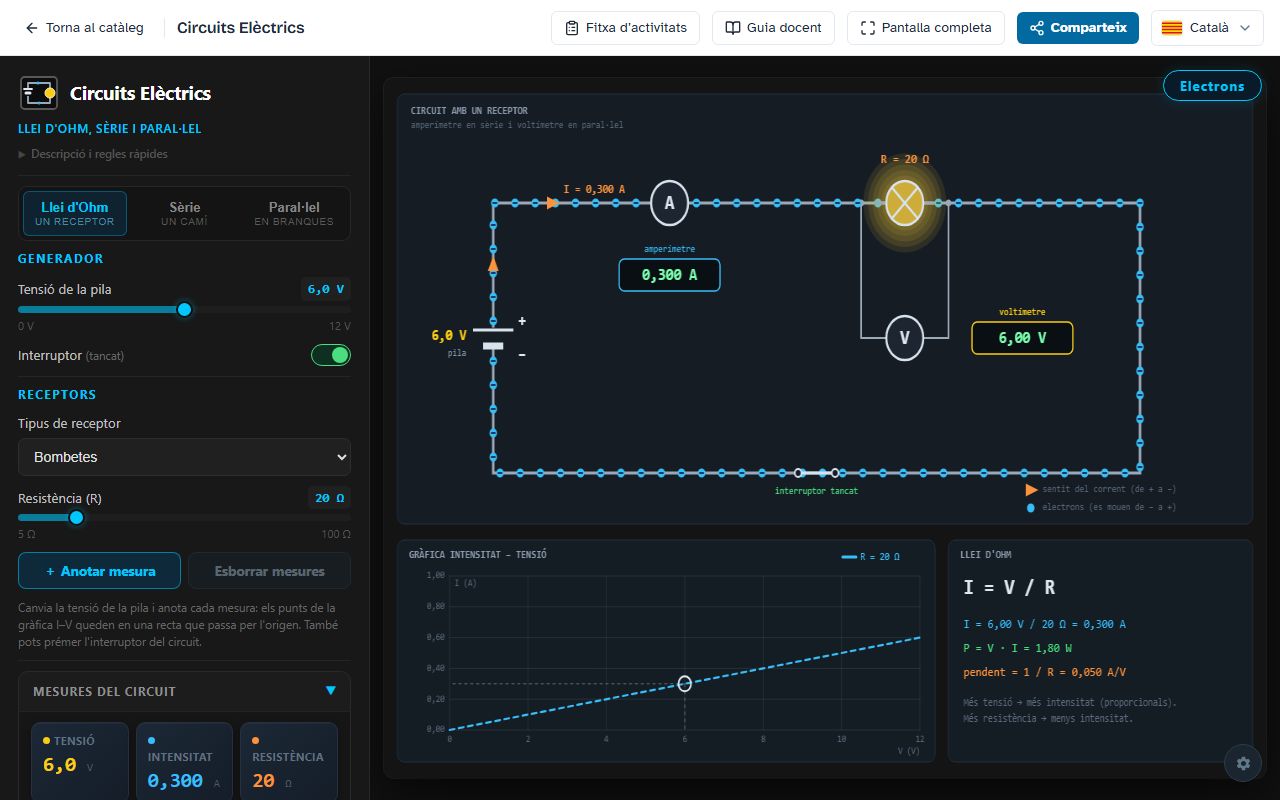 Torna al catàleg
Circuits Elèctrics
Fitxa d'activitats
Guia docent
Pantalla completa
Comparteix
Català
Circuits Elèctrics
LLEI D'OHM, SÈRIE I PARAL·LEL
▶ Descripció i regles ràpides
Llei d'Ohm
UN RECEPTOR
Sèrie
UN CAMÍ
Paral·lel
EN BRANQUES
GENERADOR
Tensió de la pila
6,0 V
0 V
12 V
Interruptor (tancat)
RECEPTORS
Tipus de receptor
Bombetes
Resistència (R)
20 Ω
5 Ω
100 Ω
+ Anotar mesura
Esborrar mesures
Canvia la tensió de la pila i anota cada mesura: els punts de la
gràfica I–V queden en una recta que passa per l'origen. També
pots prémer l'interruptor del circuit.
MESURES DEL CIRCUIT
▼
TENSIÓ
6,0 V
INTENSITAT
0,300 A
RESISTÈNCIA
20 Ω
Electrons
CIRCUIT AMB UN RECEPTOR
amperímetre en sèrie i voltímetre en paral·lel
R = 20 Ω
I = 0,300 A
A
amperímetre
0,300 A
voltímetre
6,00 V
V
6,0 V
pila
+
−
interruptor tancat
sentit del corrent (de + a −)
electrons (es mouen de − a +)
GRÀFICA INTENSITAT – TENSIÓ
R = 20 Ω
I (A)
1,00
0,80
0,60
0,40
0,20
0,00
0 2 4 6 8 10 12
V (V)
LLEI D'OHM
I = V / R
I = 6,00 V / 20 Ω = 0,300 A
P = V · I = 1,80 W
pendent = 1 / R = 0,050 A/V
Més tensió → més intensitat (proporcionals).
Més resistència → menys intensitat.